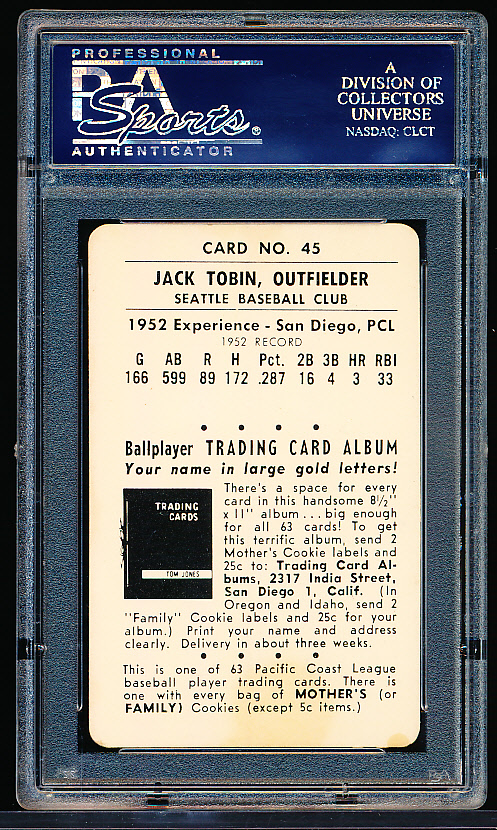 PROFESSIONAL
PSA
Sports®
AUTHENTICATOR
A
DIVISION OF
COLLECTORS
UNIVERSE
NASDAQ: CLCT
CARD NO. 45
JACK TOBIN, OUTFIELDER
SEATTLE BASEBALL CLUB
1952 Experience - San Diego, PCL
1952 RECORD
G AB R H Pct. 2B 3B HR RBI
166 599 89 172 .287 16 4 3 33
Ballplayer TRADING CARD ALBUM
Your name in large gold letters!
TRADING
CARDS
TOM JONES
There's a space for every
card in this handsome 8½"
x 11" album . . . big enough
for all 63 cards! To get
this terrific album, send 2
Mother's Cookie labels and
25c to: Trading Card Al-
bums, 2317 India Street,
San Diego 1, Calif. (In
Oregon and Idaho, send 2
"Family" Cookie labels and 25c for your
album.) Print your name and address
clearly. Delivery in about three weeks.
This is one of 63 Pacific Coast League
baseball player trading cards. There is
one with every bag of MOTHER'S (or
FAMILY) Cookies (except 5c items.)